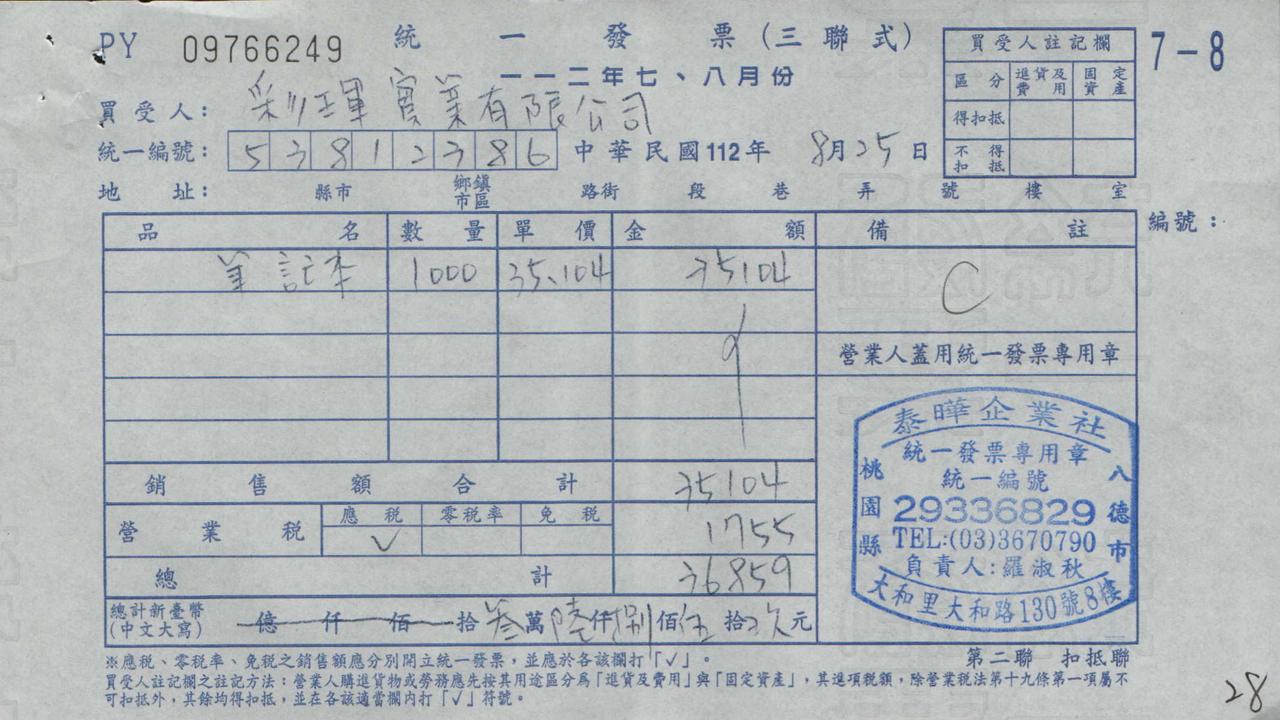 PY 09766249 統一發票(三聯式) 7-8
一一二年七、八月份
買受人: 彩琿實業有限公司
統一編號: 53812386 中華民國112年 8月25日
地址: 縣市 鄉鎮市區 路街 段 巷 弄 號 樓 室
買受人註記欄
區分 進貨及費用 固定資產
得扣抵
不得扣抵
編號:
品名 數量 單價 金額 備註
筆記本 1000 35.104 35104 C
營業人蓋用統一發票專用章
銷售額合計 35104
營業稅 應稅 零稅率 免稅 1755
✓
總計 36859
總計新臺幣(中文大寫) 億 仟 佰 拾 叁萬 陸仟 捌佰 伍拾 元
泰曄企業社
統一發票專用章
統一編號
29336829
TEL:(03)3670790
負責人:羅淑秋
桃園縣 八德市
大和里大和路130號8樓
第二聯 扣抵聯
※應稅、零稅率、免稅之銷售額應分別開立統一發票,並應於各該欄打「✓」。
買受人註記欄之註記方法:營業人購進貨物或勞務應先按其用途區分為「進貨及費用」與「固定資產」,其進項稅額,除營業稅法第十九條第一項屬不
可扣抵外,其餘均得扣抵,並在各該適當欄內打「✓」符號。
28